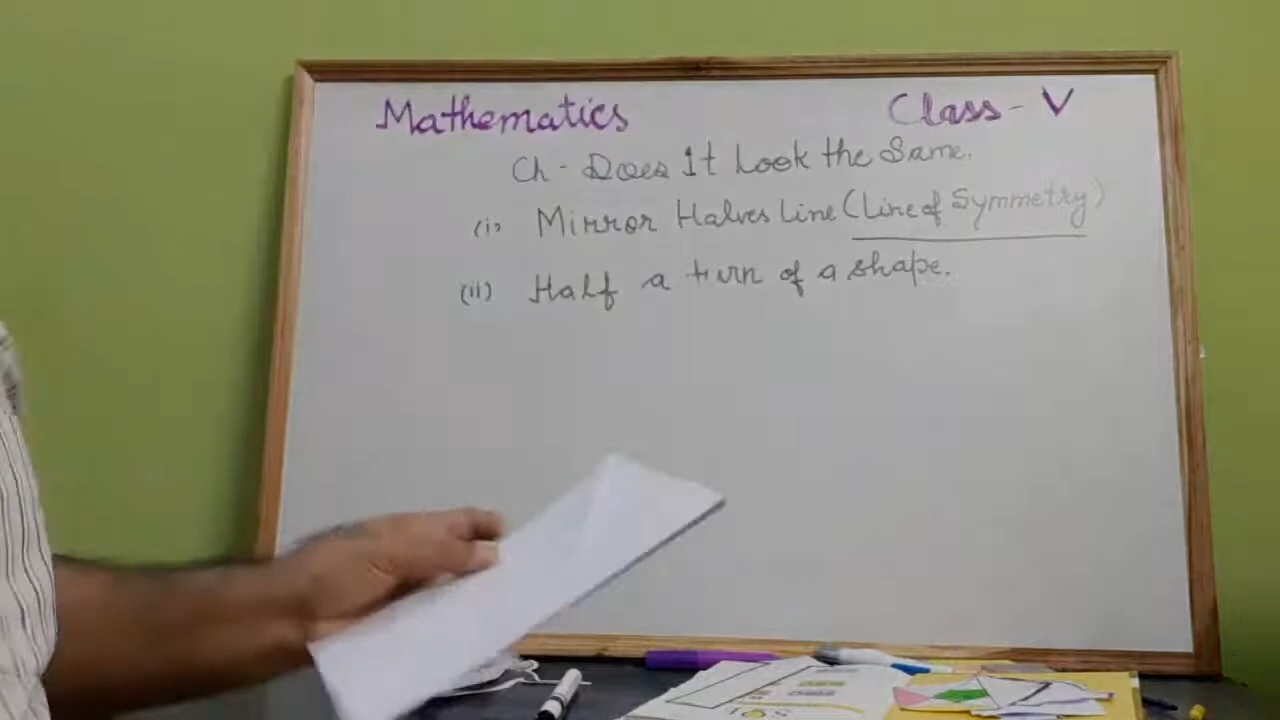 Mathematics Class - V
Ch - Does It Look the Same.
(i) Mirror Halves Line (Line of Symmetry)
(ii) Half a turn of a shape.